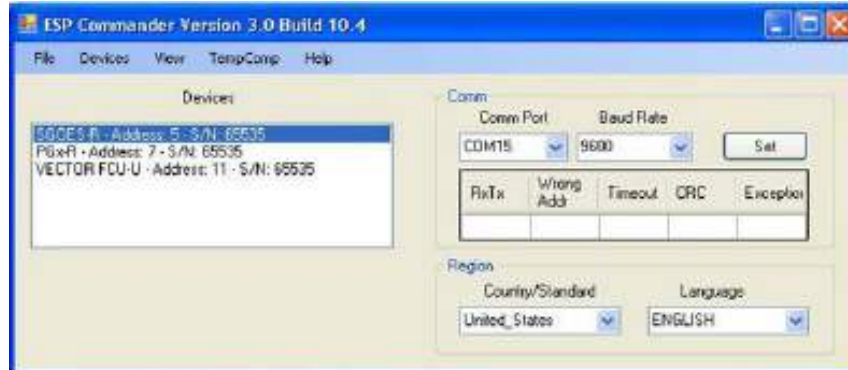 ESP Commander Version 3.0 Build 10.4
File Devices View TempComp Help
Devices
SGOES-R - Address: 5 - S/N: 65535
PGx-R - Address: 7 - S/N: 65535
VECTOR FCU-U - Address: 11 - S/N: 65535
Comm
Comm Port Baud Rate
COM15 9600 Set
RxTx Wrong Addr Timeout CRC Exception
Region
Country/Standard Language
United_States ENGLISH